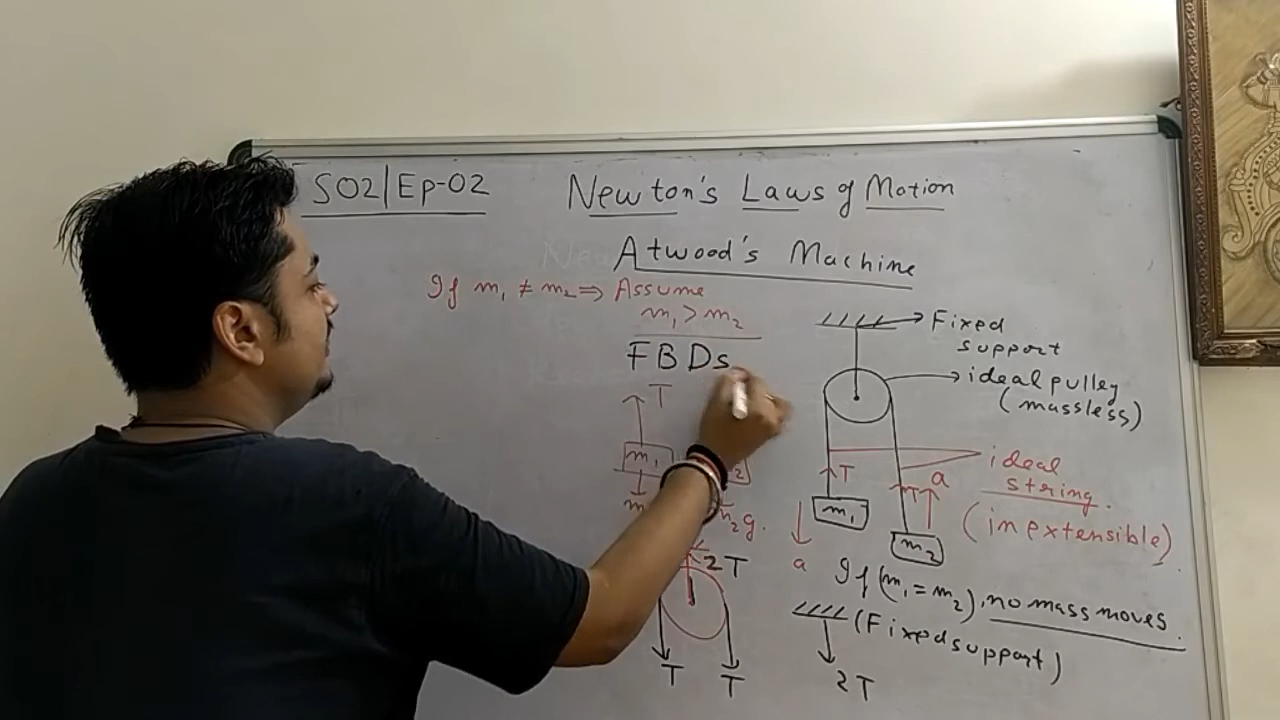 S02|Ep-02
Newton's Laws of Motion
Atwood's Machine
If m₁ ≠ m₂ ⇒ Assume
m₁ > m₂
Fixed
support
FBDs
ideal pulley
(massless)
T
m₁
m₂g.
T
T
a
ideal
string.
(inextensible)
m₁
m₂
a
2T
If (m₁ = m₂), no mass moves.
(Fixed support)
T
T
2T